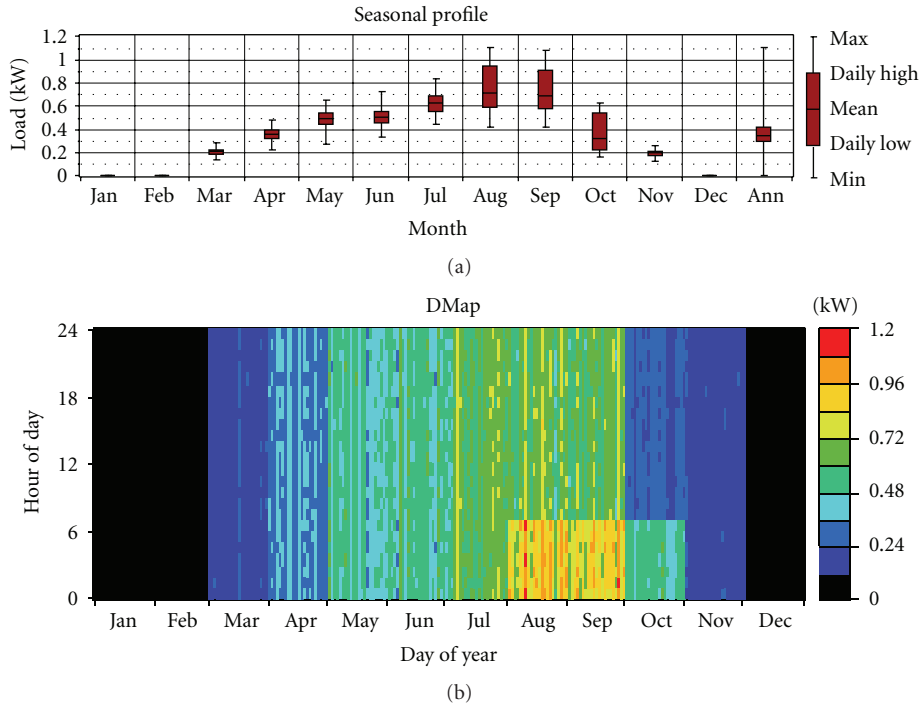 Seasonal profile
Load (kW)
1.2
1
0.8
0.6
0.4
0.2
0
Jan Feb Mar Apr May Jun Jul Aug Sep Oct Nov Dec Ann
Month
Max
Daily high
Mean
Daily low
Min
(a)
DMap
(kW)
Hour of day
24
18
12
6
0
1.2
0.96
0.72
0.48
0.24
0
Jan Feb Mar Apr May Jun Jul Aug Sep Oct Nov Dec
Day of year
(b)